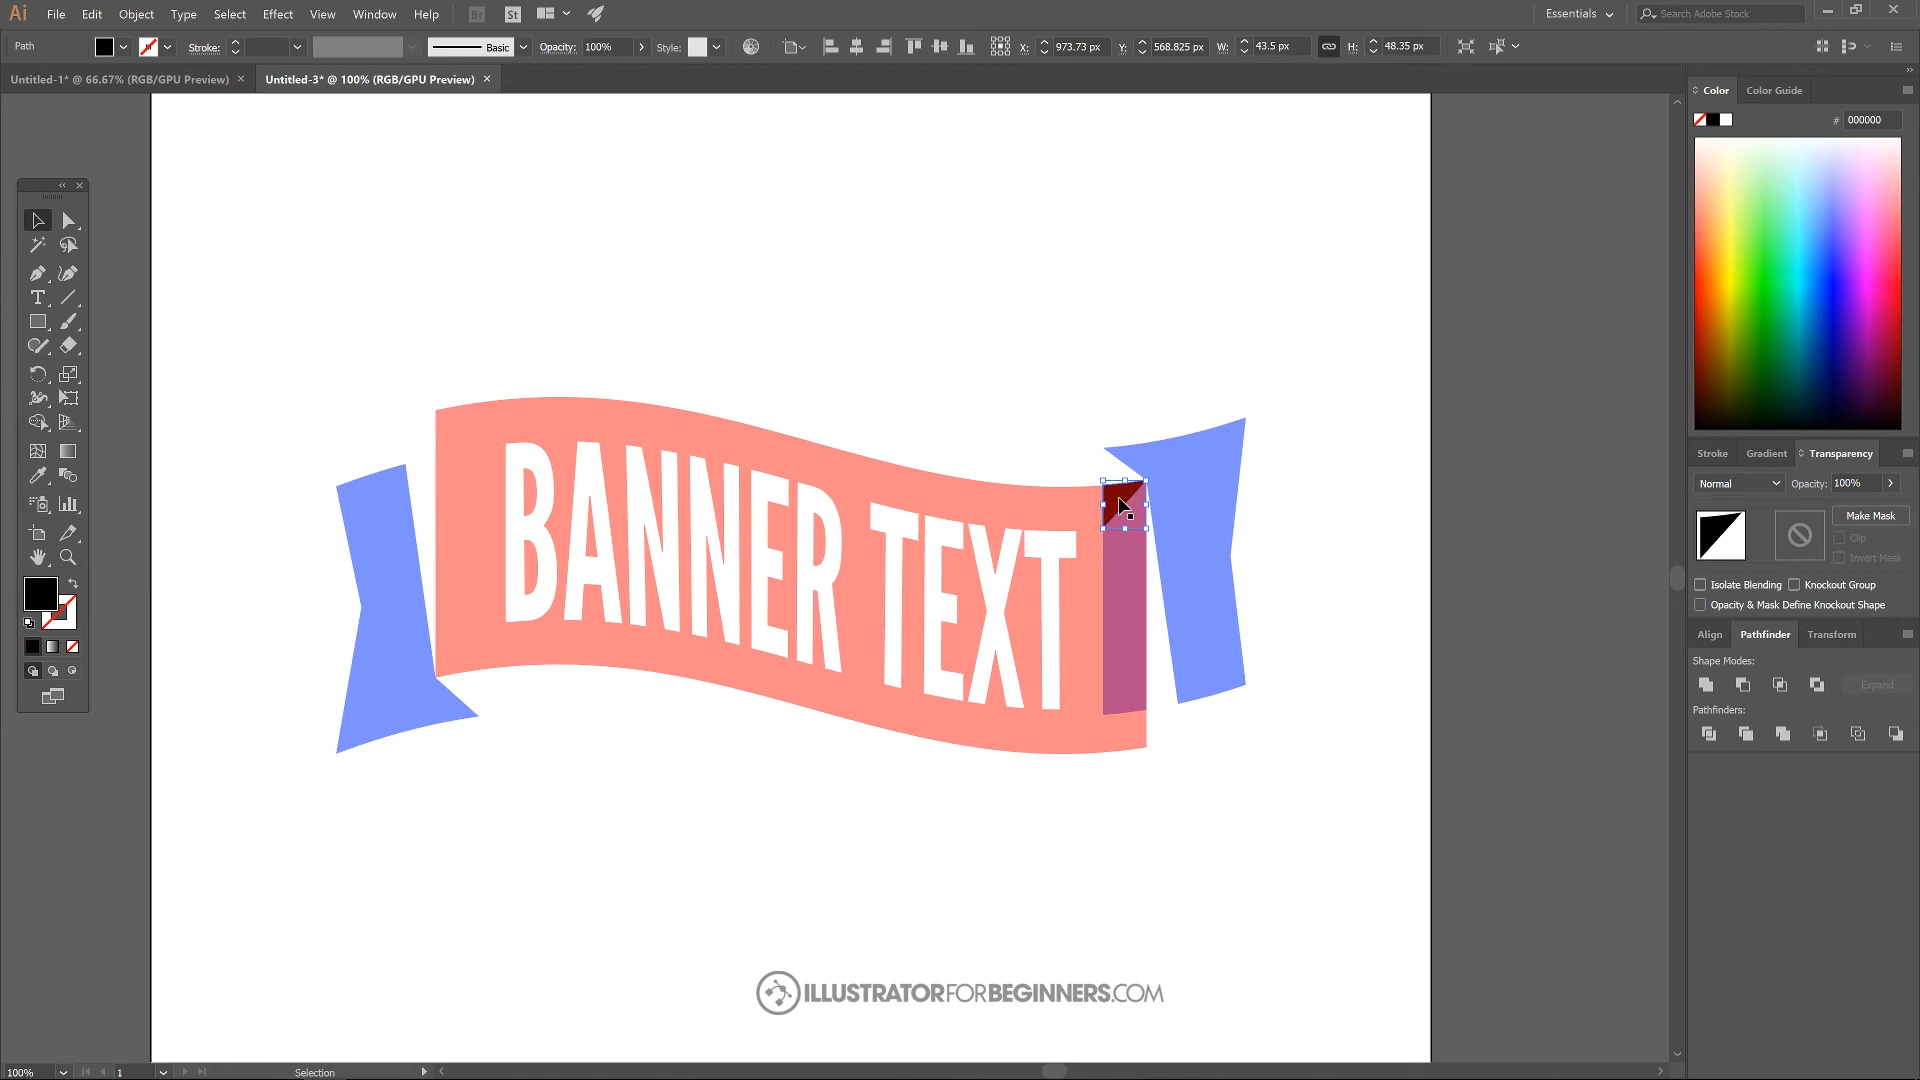 Ai File Edit Object Type Select Effect View Window Help Br St Essentials Search Adobe Stock
Path Stroke: Basic Opacity: 100% Style: X: 973.73 px Y: 568.825 px W: 43.5 px H: 48.35 px
Untitled-1* @ 66.67% (RGB/GPU Preview) × Untitled-3* @ 100% (RGB/GPU Preview) ×
Color Color Guide
# 000000
Stroke Gradient Transparency
Normal Opacity: 100%
Make Mask
Clip
Invert Mask
Isolate Blending Knockout Group
Opacity & Mask Define Knockout Shape
Align Pathfinder Transform
Shape Modes:
Expand
Pathfinders:
BANNER TEXT
ILLUSTRATORFORBEGINNERS.COM
100% 1 Selection